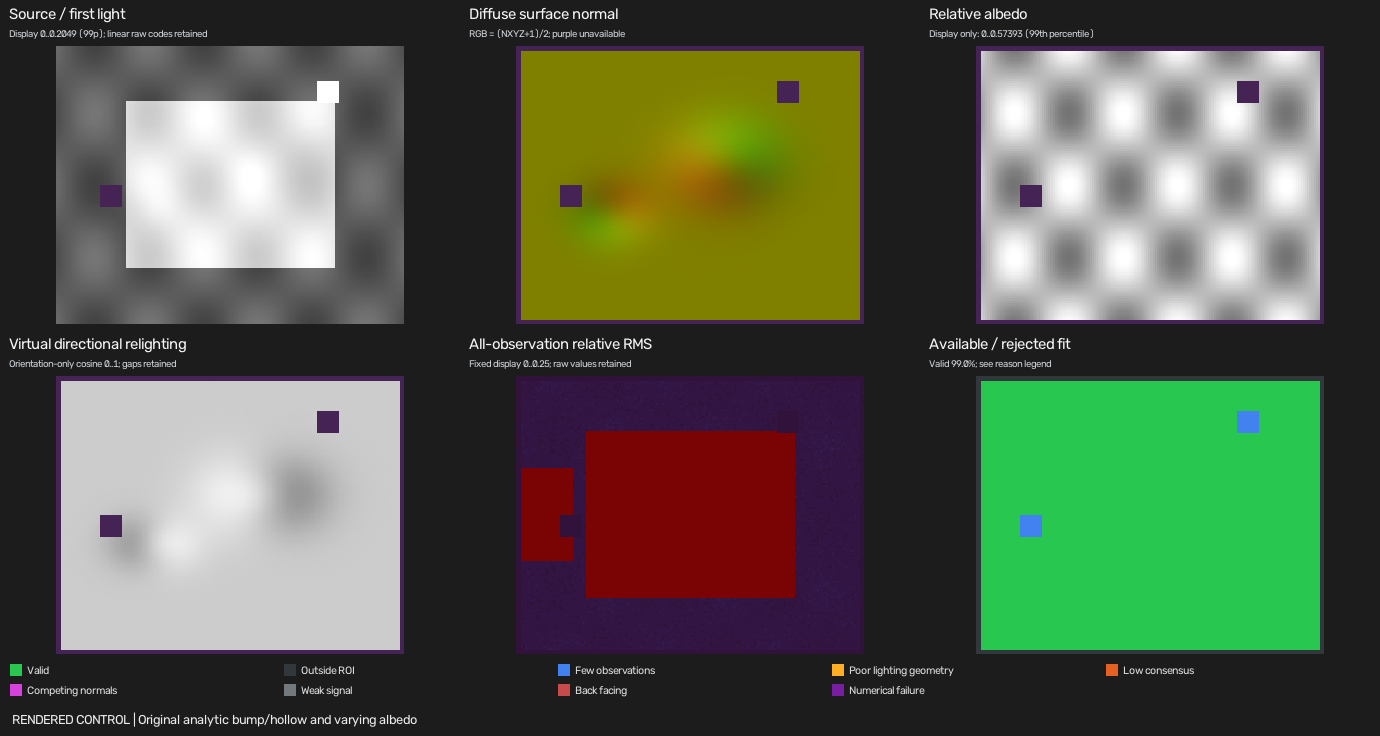 Source / first light
Display 0..0.2049 (99p); linear raw codes retained
Diffuse surface normal
RGB = (NXYZ+1)/2; purple unavailable
Relative albedo
Display only: 0..0.57393 (99th percentile)
Virtual directional relighting
Orientation-only cosine 0..1; gaps retained
All-observation relative RMS
Fixed display 0..0.25; raw values retained
Available / rejected fit
Valid 99.0%; see reason legend
Valid
Outside ROI
Few observations
Poor lighting geometry
Low consensus
Competing normals
Weak signal
Back facing
Numerical failure
RENDERED CONTROL | Original analytic bump/hollow and varying albedo